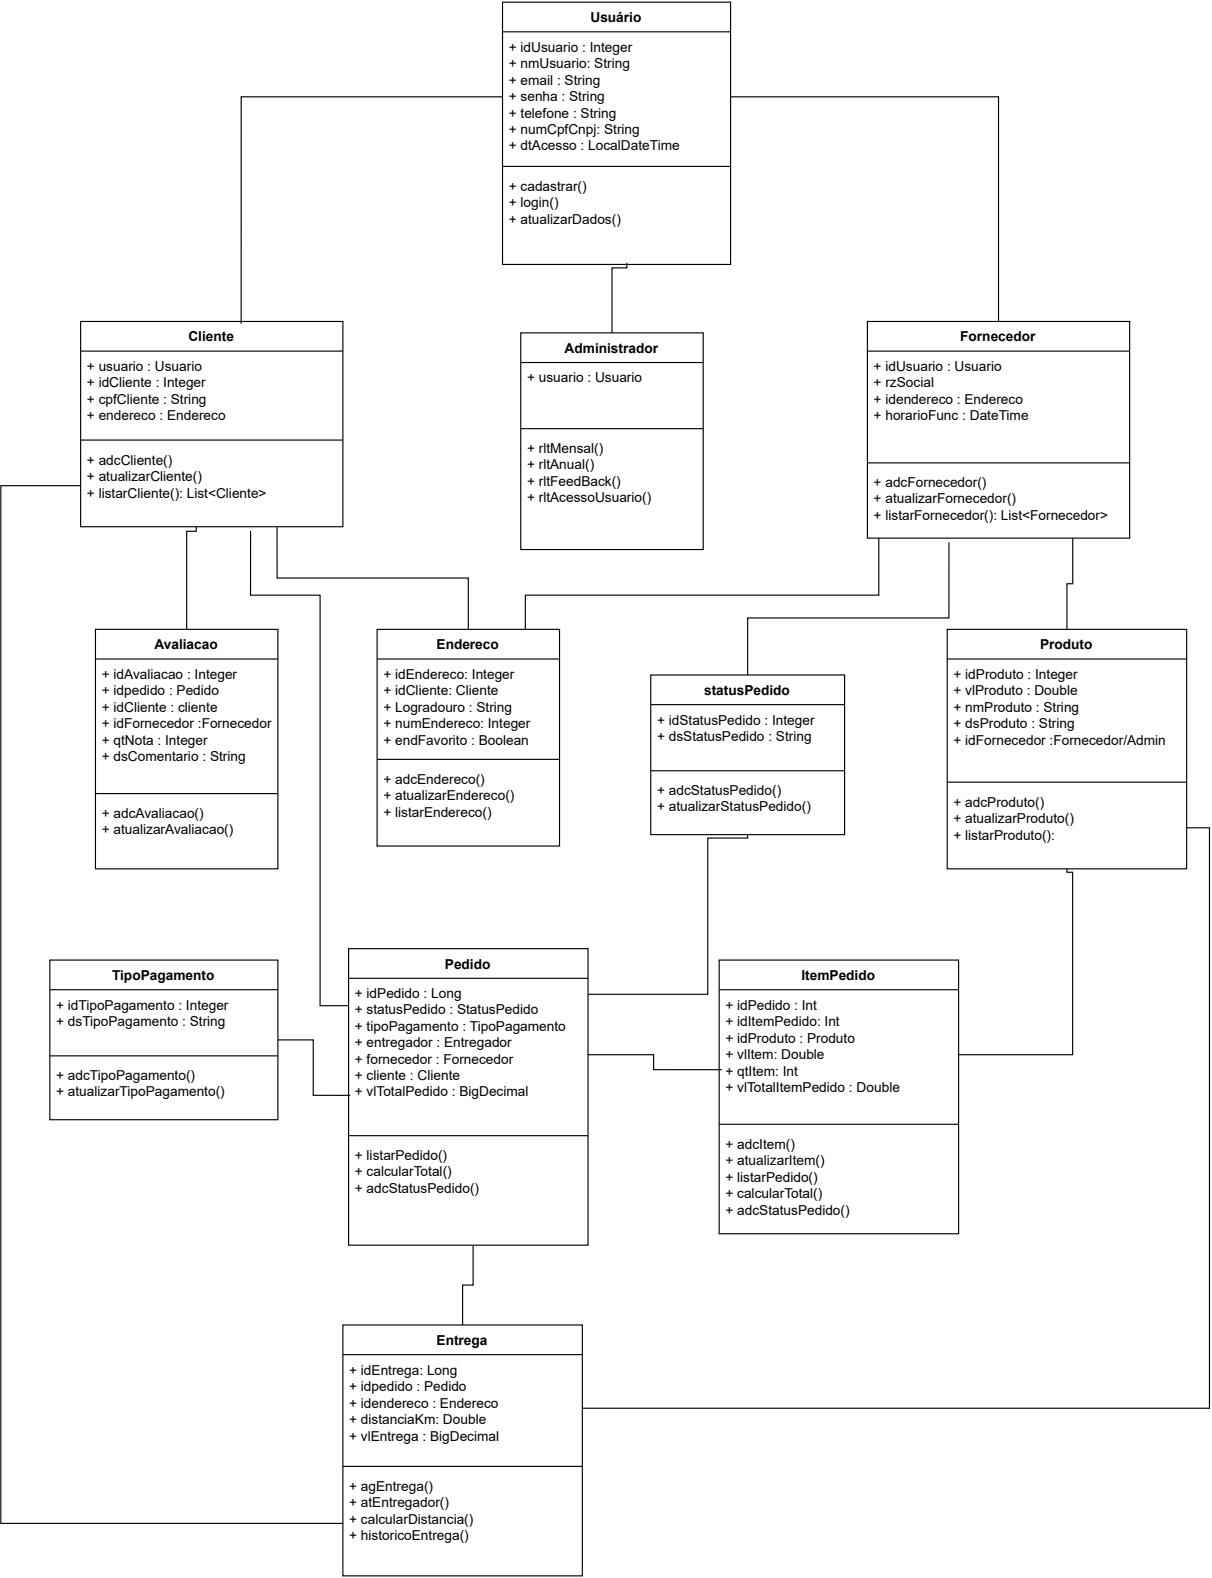 Usuário
+ idUsuario : Integer
+ nmUsuario: String
+ email : String
+ senha : String
+ telefone : String
+ numCpfCnpj: String
+ dtAcesso : LocalDateTime
+ cadastrar()
+ login()
+ atualizarDados()
Cliente
+ usuario : Usuario
+ idCliente : Integer
+ cpfCliente : String
+ endereco : Endereco
+ adcCliente()
+ atualizarCliente()
+ listarCliente(): List<Cliente>
Administrador
+ usuario : Usuario
+ rltMensal()
+ rltAnual()
+ rltFeedBack()
+ rltAcessoUsuario()
Fornecedor
+ idUsuario : Usuario
+ rzSocial
+ idendereco : Endereco
+ horarioFunc : DateTime
+ adcFornecedor()
+ atualizarFornecedor()
+ listarFornecedor(): List<Fornecedor>
Avaliacao
+ idAvaliacao : Integer
+ idpedido : Pedido
+ idCliente : cliente
+ idFornecedor :Fornecedor
+ qtNota : Integer
+ dsComentario : String
+ adcAvaliacao()
+ atualizarAvaliacao()
Endereco
+ idEndereco: Integer
+ idCliente: Cliente
+ Logradouro : String
+ numEndereco: Integer
+ endFavorito : Boolean
+ adcEndereco()
+ atualizarEndereco()
+ listarEndereco()
statusPedido
+ idStatusPedido : Integer
+ dsStatusPedido : String
+ adcStatusPedido()
+ atualizarStatusPedido()
Produto
+ idProduto : Integer
+ vlProduto : Double
+ nmProduto : String
+ dsProduto : String
+ idFornecedor :Fornecedor/Admin
+ adcProduto()
+ atualizarProduto()
+ listarProduto():
TipoPagamento
+ idTipoPagamento : Integer
+ dsTipoPagamento : String
+ adcTipoPagamento()
+ atualizarTipoPagamento()
Pedido
+ idPedido : Long
+ statusPedido : StatusPedido
+ tipoPagamento : TipoPagamento
+ entregador : Entregador
+ fornecedor : Fornecedor
+ cliente : Cliente
+ vlTotalPedido : BigDecimal
+ listarPedido()
+ calcularTotal()
+ adcStatusPedido()
ItemPedido
+ idPedido : Int
+ idItemPedido: Int
+ idProduto : Produto
+ vlItem: Double
+ qtItem: Int
+ vlTotalItemPedido : Double
+ adcItem()
+ atualizarItem()
+ listarPedido()
+ calcularTotal()
+ adcStatusPedido()
Entrega
+ idEntrega: Long
+ idpedido : Pedido
+ idendereco : Endereco
+ distanciaKm: Double
+ vlEntrega : BigDecimal
+ agEntrega()
+ atEntregador()
+ calcularDistancia()
+ historicoEntrega()